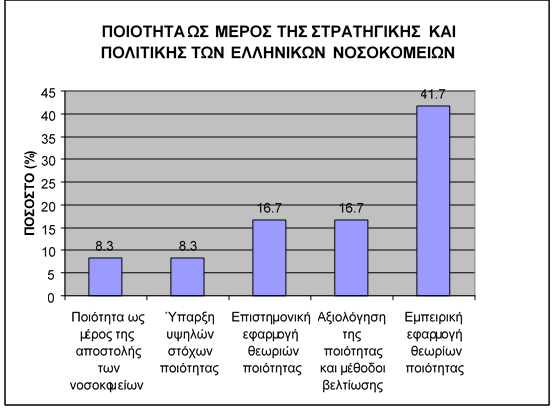 ΠΟΙΟΤΗΤΑ ΩΣ ΜΕΡΟΣ ΤΗΣ ΣΤΡΑΤΗΓΙΚΗΣ ΚΑΙ
ΠΟΛΙΤΙΚΗΣ ΤΩΝ ΕΛΛΗΝΙΚΩΝ ΝΟΣΟΚΟΜΕΙΩΝ
ΠΟΣΟΣΤΟ (%)
45
40
35
30
25
20
15
10
5
0
8.3
8.3
16.7
16.7
41.7
Ποιότητα ως
μέρος της
αποστολής
των
νοσοκομείων
Ύπαρξη
υψηλών
στόχων
ποιότητας
Επιστημονική
εφαρμογή
θεωριών
ποιότητας
Αξιολόγηση
της
ποιότητας
και μέθοδοι
βελτίωσης
Εμπειρική
εφαρμογή
θεωρίων
ποιότητας